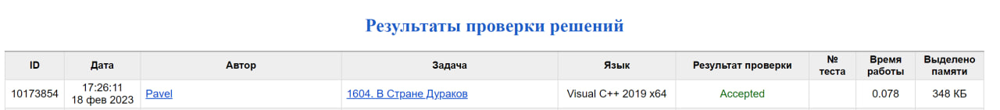 Результаты проверки решений
ID Дата Автор Задача Язык Результат проверки № теста Время работы Выделено памяти
10173854 17:26:11 18 фев 2023 Pavel 1604. В Стране Дураков Visual C++ 2019 x64 Accepted 0.078 348 КБ